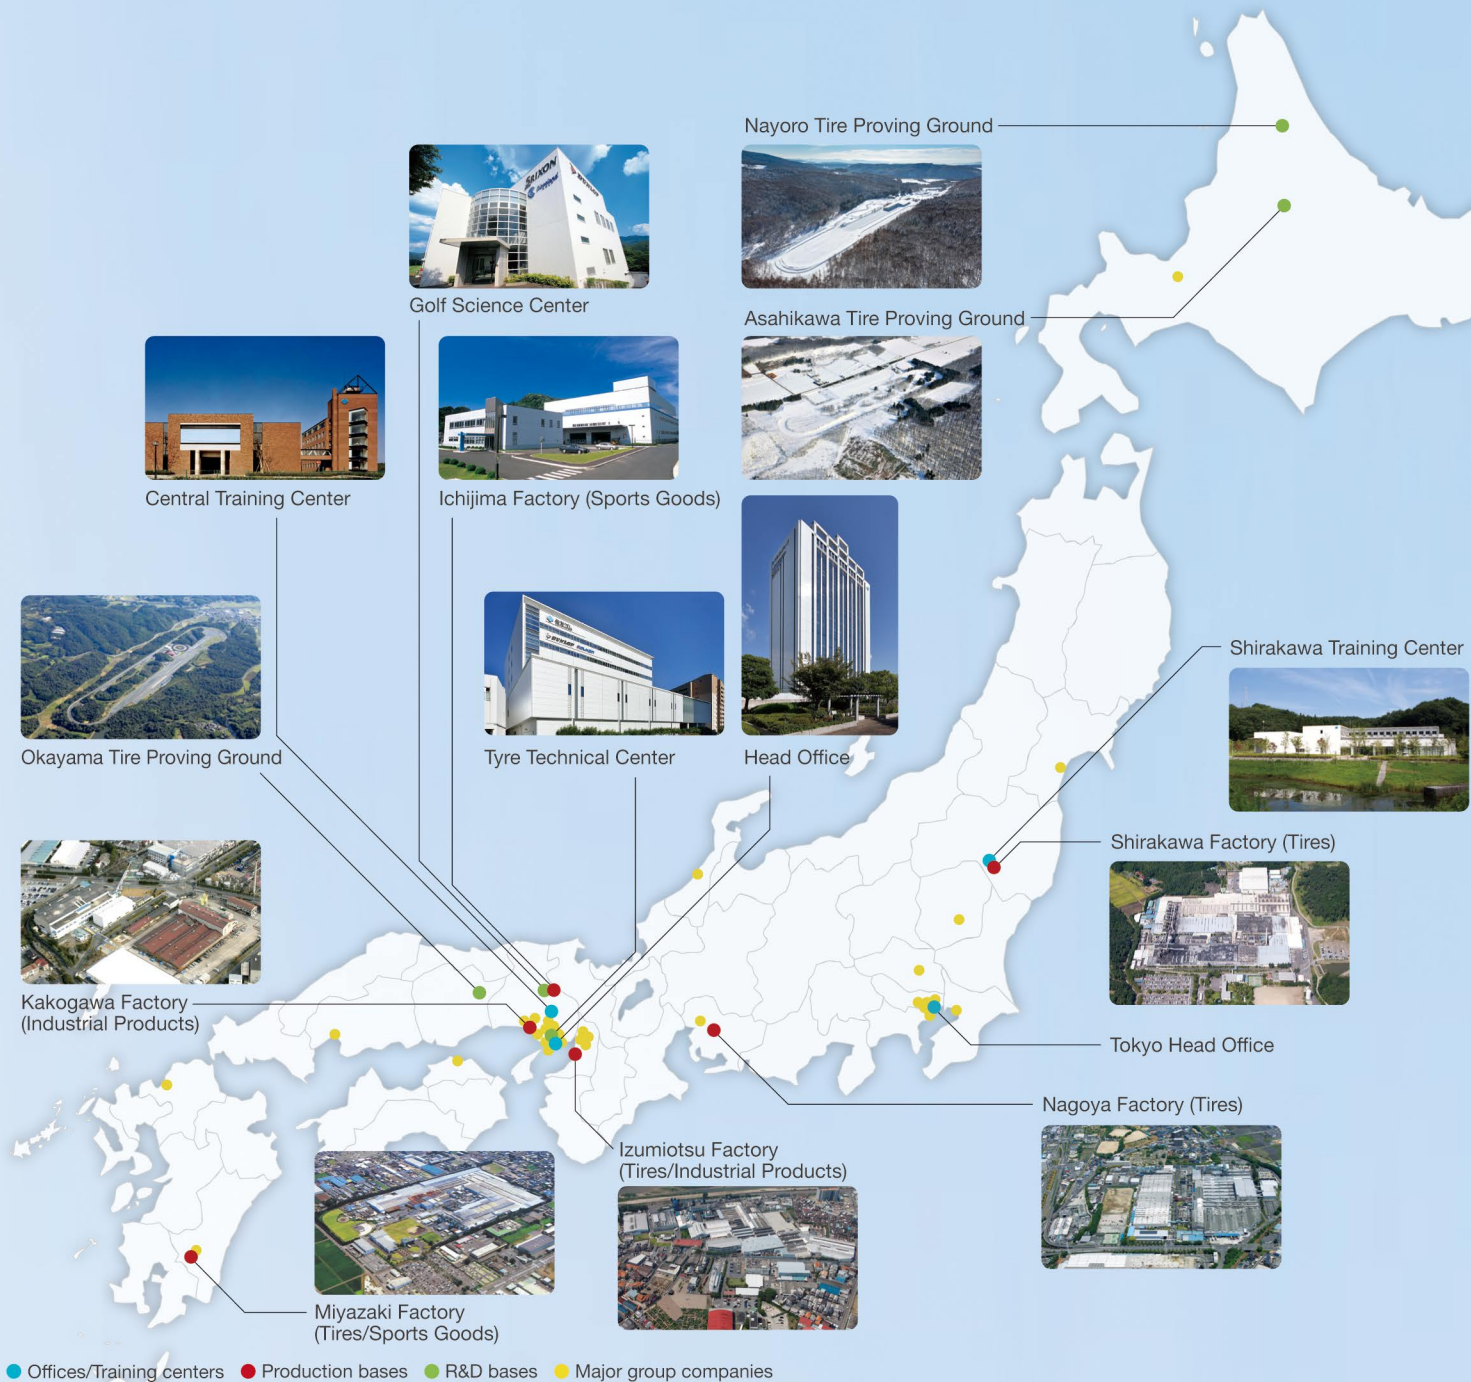 Nayoro Tire Proving Ground
SRIXON
DUNLOP
Golf Science Center
Asahikawa Tire Proving Ground
Central Training Center
Ichijima Factory (Sports Goods)
Shirakawa Training Center
Okayama Tire Proving Ground
DUNLOP
Tyre Technical Center
Head Office
Shirakawa Factory (Tires)
Kakogawa Factory
(Industrial Products)
Tokyo Head Office
Nagoya Factory (Tires)
Izumiotsu Factory
(Tires/Industrial Products)
Miyazaki Factory
(Tires/Sports Goods)
Offices/Training centers
Production bases
R&D bases
Major group companies